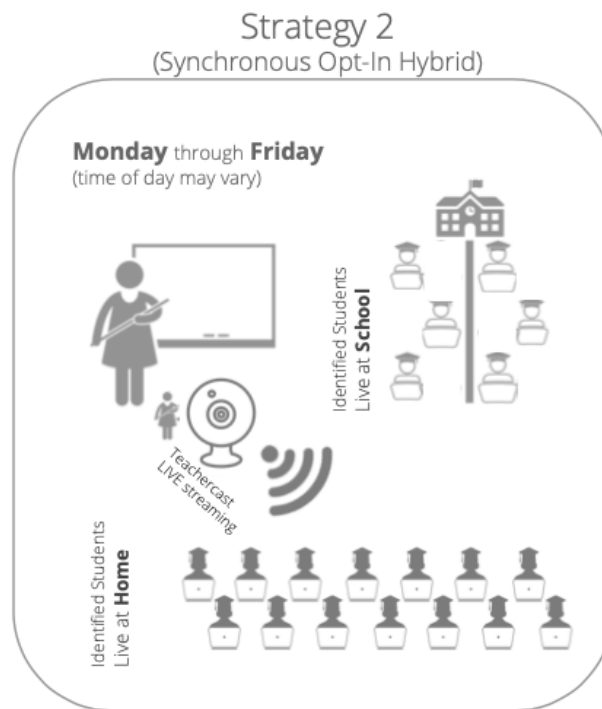 Strategy 2
(Synchronous Opt-In Hybrid)
Monday through Friday
(time of day may vary)
Identified Students
Live at School
Teachercast
LIVE streaming
Identified Students
Live at Home